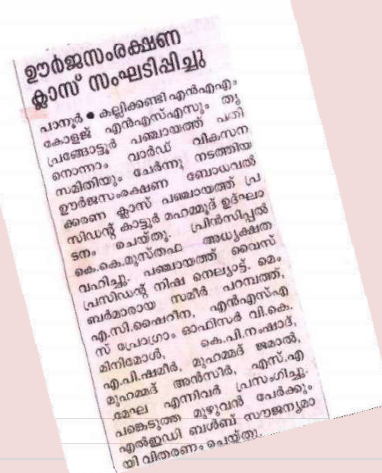 ഊർജസംരക്ഷണ
ക്ലാസ് സംഘടിപ്പിച്ചു
പാനൂർ ● കല്ലിക്കണ്ടി എൻഎഎം
കോളജ് എൻഎസ്എസും തൃ
പ്രങ്ങോട്ടൂർ പഞ്ചായത്ത് പതി
നൊന്നാം വാർഡ് വികസന
സമിതിയും ചേർന്നു നടത്തിയ
ഊർജസംരക്ഷണ ബോധവൽ
ക്കരണ ക്ലാസ് പഞ്ചായത്ത് പ്ര
സിഡന്റ് കാട്ടൂർ മഹമ്മൂദ് ഉദ്ഘാ
ടനം ചെയ്തു. പ്രിൻസിപ്പൽ
കെ.കെ.മുസ്തഫ അധ്യക്ഷത
വഹിച്ചു. പഞ്ചായത്ത് വൈസ്
പ്രസിഡന്റ് നിഷ നെല്യാട്ട്. മെം
ബർമാരായ സമീർ പറമ്പത്ത്,
എ.സി.ഷൈറീന, എൻഎസ്എ
സ് പ്രോഗ്രാം ഓഫിസർ വി.കെ.
മിനിമോൾ, കെ.പി.നംഷാദ്,
എ.പി.ഷമീർ, മുഹമ്മദ് ജമാൽ,
മുഹമ്മദ് അൻസീർ, എസ്.എ
മേഘ എന്നിവർ പ്രസംഗിച്ചു.
പങ്കെടുത്ത മുഴുവൻ പേർക്കും
എൽഇഡി ബൾബ് സൗജന്യമാ
യി വിതരണം ചെയ്തു.